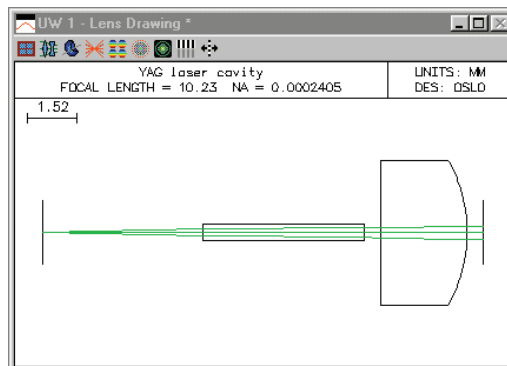 UW 1 - Lens Drawing *
YAG laser cavity
FOCAL LENGTH = 10.23 NA = 0.0002405
UNITS: MM
DES: OSLO
1.52